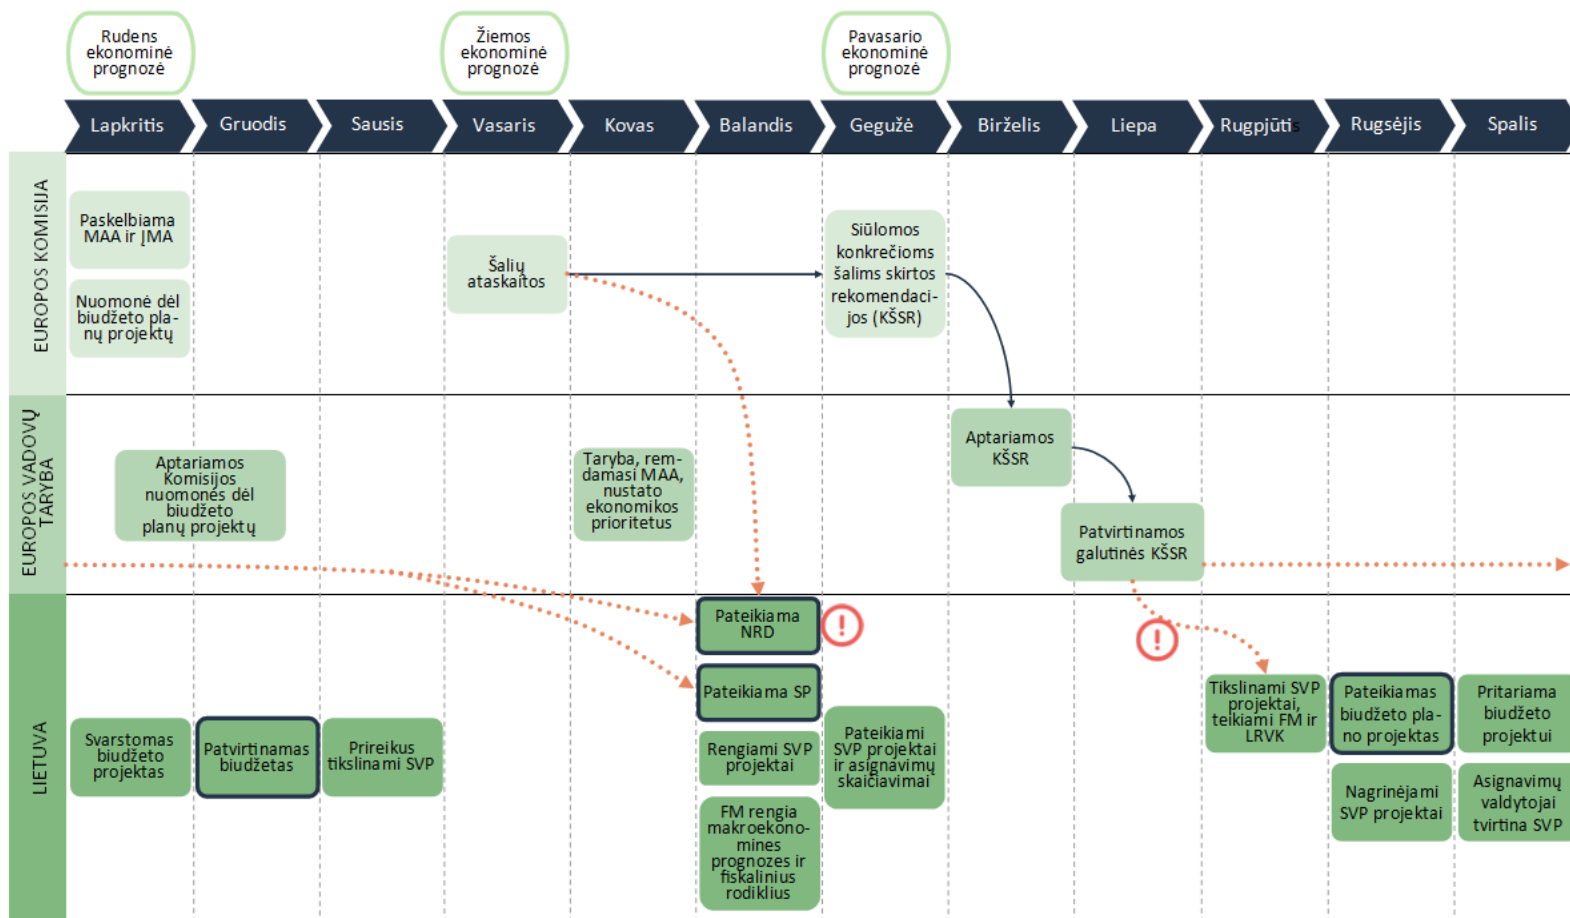 Rudens
ekonominė
prognozė
Žiemos
ekonominė
prognozė
Pavasario
ekonominė
prognozė
Lapkritis
Gruodis
Sausis
Vasaris
Kovas
Balandis
Gegužė
Birželis
Liepa
Rugpjūtis
Rugsėjis
Spalis
EUROPOS KOMISIJA
Paskelbiama
MAA ir ĮMA
Nuomonė dėl
biudžeto pla-
nų projektų
Šalių
ataskaitos
Siūlomos
konkrečioms
šalims skirtos
rekomendaci-
jos (KŠSR)
EUROPOS VADOVŲ
TARYBA
Aptariamos
Komisijos
nuomonės dėl
biudžeto
planų projektų
Taryba, rem-
damasi MAA,
nustato
ekonomikos
prioritetus
Aptariamos
KŠSR
Patvirtinamos
galutinės KŠSR
LIETUVA
Svarstomas
biudžeto
projektas
Patvirtinamas
biudžetas
Prireikus
tikslinami SVP
Pateikiama
NRD
!
Pateikiama SP
Rengiami SVP
projektai
FM rengia
makroekono-
mines
prognozes ir
fiskalinius
rodiklius
Pateikiami
SVP projektai
ir asignavimų
skaičiavimai
!
Tikslinami SVP
projektai,
teikiami FM ir
LRVK
Pateikiamas
biudžeto pla-
no projektas
Nagrinėjami
SVP projektai
Pritariama
biudžeto
projektui
Asignavimų
valdytojai
tvirtina SVP